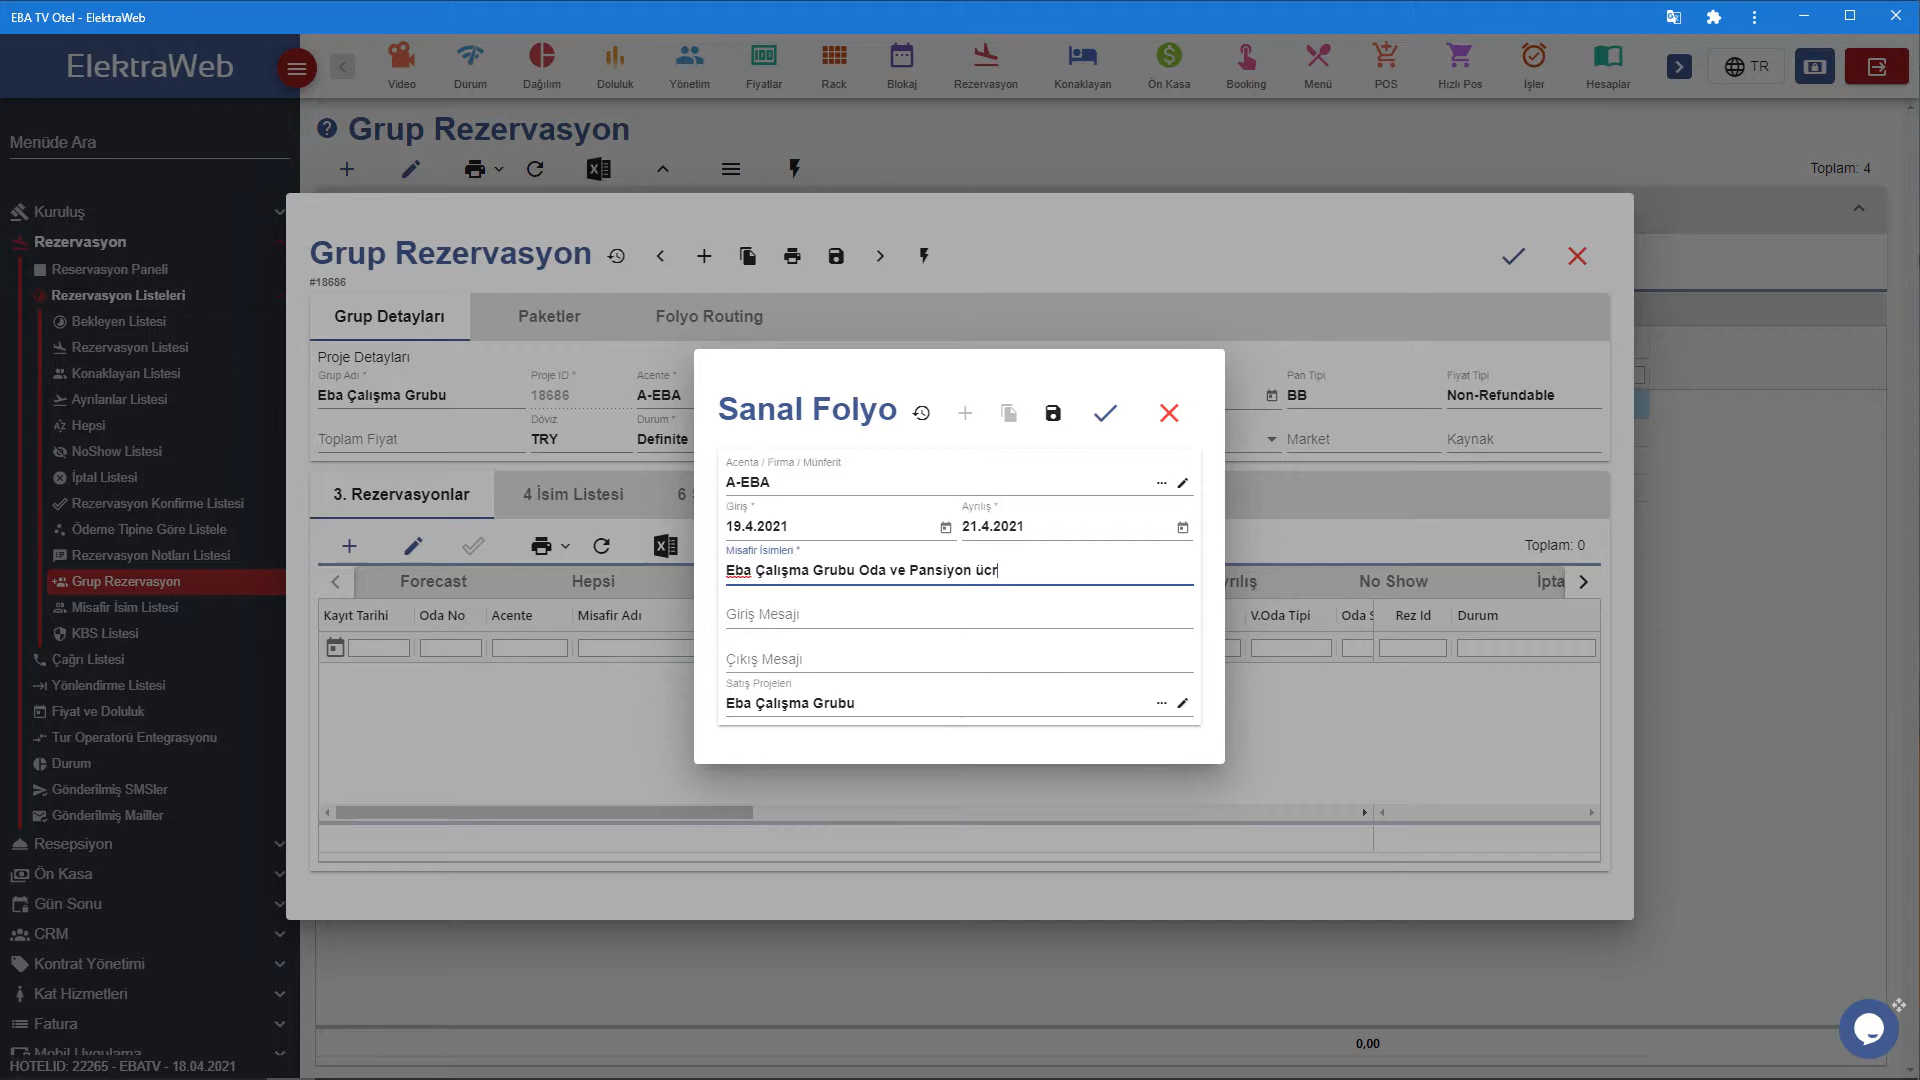 EBA TV Otel - ElektraWeb
ElektraWeb
Video
Durum
Dağılım
Doluluk
Yönetim
Fiyatlar
Rack
Blokaj
Rezervasyon
Konaklayan
Ön Kasa
Booking
Menü
POS
Hızlı Pos
İşler
Hesaplar
TR
Menüde Ara
Kuruluş
Rezervasyon
Reservasyon Paneli
Rezervasyon Listeleri
Bekleyen Listesi
Rezervasyon Listesi
Konaklayan Listesi
Ayrılanlar Listesi
Hepsi
NoShow Listesi
İptal Listesi
Rezervasyon Konfirme Listesi
Ödeme Tipine Göre Listele
Rezervasyon Notları Listesi
Grup Rezervasyon
Misafir İsim Listesi
KBS Listesi
Çağrı Listesi
Yönlendirme Listesi
Fiyat ve Doluluk
Tur Operatorü Entegrasyonu
Durum
Gönderilmiş SMSler
Gönderilmiş Mailler
Resepsiyon
Ön Kasa
Gün Sonu
CRM
Kontrat Yönetimi
Kat Hizmetleri
Fatura
Mobil Uygulama
HOTELID: 22265 - EBATV - 18.04.2021
Grup Rezervasyon
Toplam: 4
Grup Rezervasyon
#18686
Grup Detayları
Paketler
Folyo Routing
Proje Detayları
Grup Adı *
Eba Çalışma Grubu
Proje ID *
18686
Acente *
A-EBA
Pan Tipi
BB
Fiyat Tipi
Non-Refundable
Toplam Fiyat
Döviz
TRY
Durum *
Definite
Market
Kaynak
3. Rezervasyonlar
4 İsim Listesi
Toplam: 0
Forecast
Hepsi
No Show
Kayıt Tarihi
Oda No
Acente
Misafir Adı
V.Oda Tipi
Rez Id
Durum
Sanal Folyo
Acenta / Firma / Münferit
A-EBA
Giriş *
19.4.2021
Ayrılış *
21.4.2021
Misafir İsimleri *
Eba Çalışma Grubu Oda ve Pansiyon ücr
Giriş Mesajı
Çıkış Mesajı
Satış Projeleri
Eba Çalışma Grubu
0,00